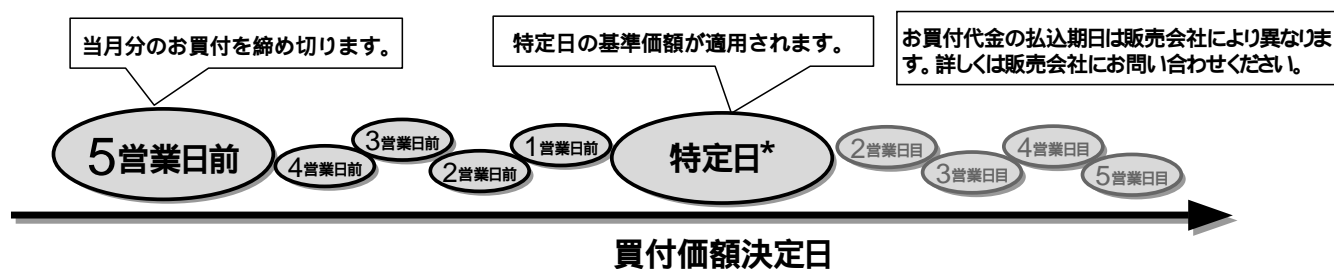 当月分のお買付を締め切ります。
特定日の基準価額が適用されます。
お買付代金の払込期日は販売会社により異なりま
す。詳しくは販売会社にお問い合わせください。
5営業日前
4営業日前
3営業日前
2営業日前
1営業日前
特定日*
2営業日目
3営業日目
4営業日目
5営業日目
買付価額決定日